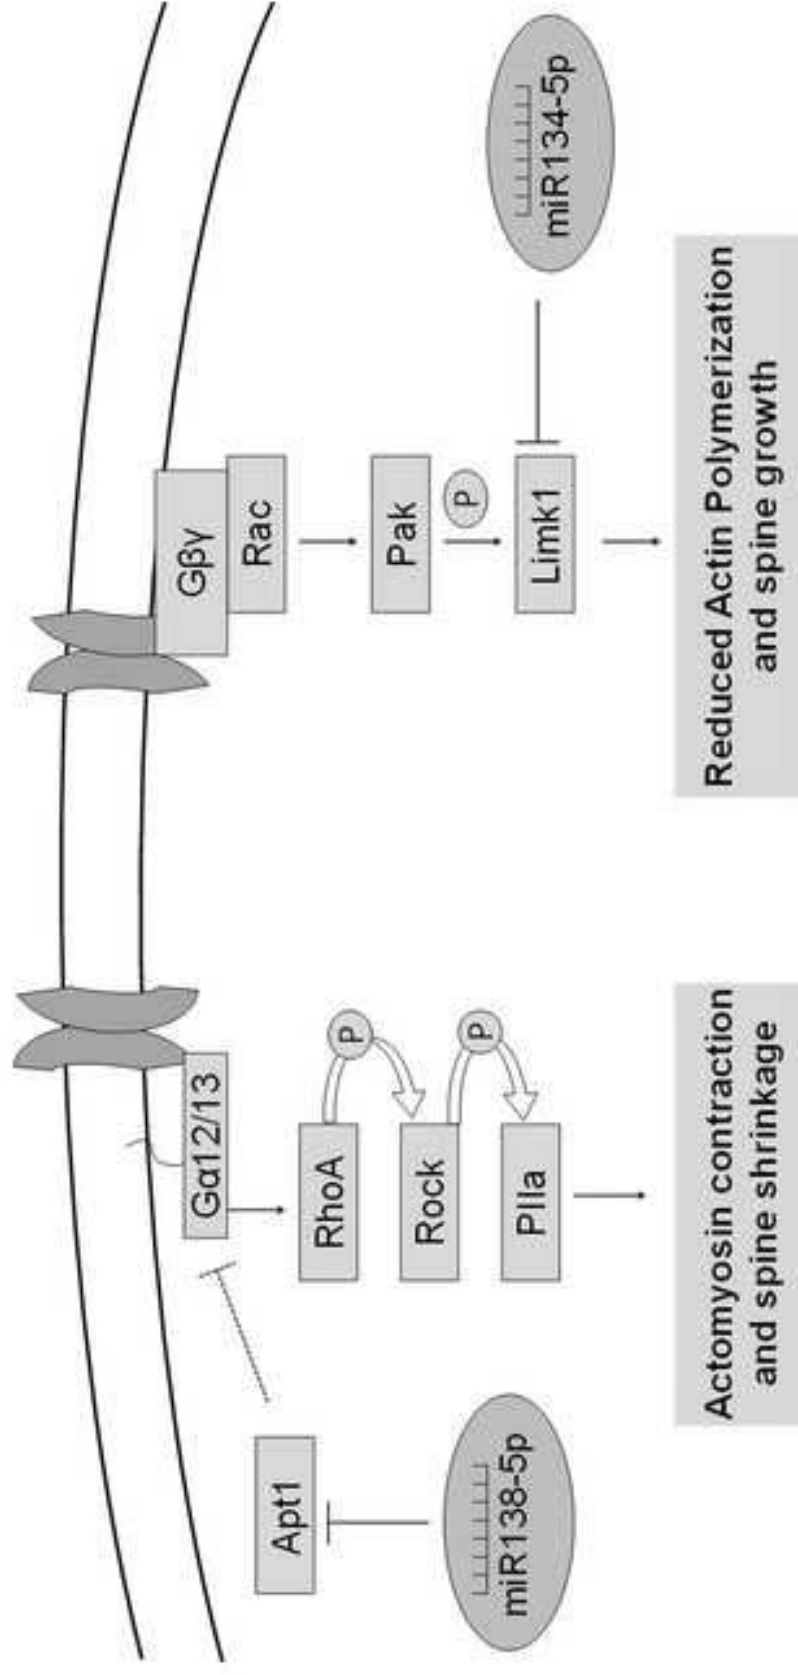 Apt1
miR138-5p
Gα12/13
RhoA
P
Rock
P
PIIa
Actomyosin contraction
and spine shrinkage
Gβγ
Rac
Pak
P
Limk1
miR134-5p
Reduced Actin Polymerization
and spine growth